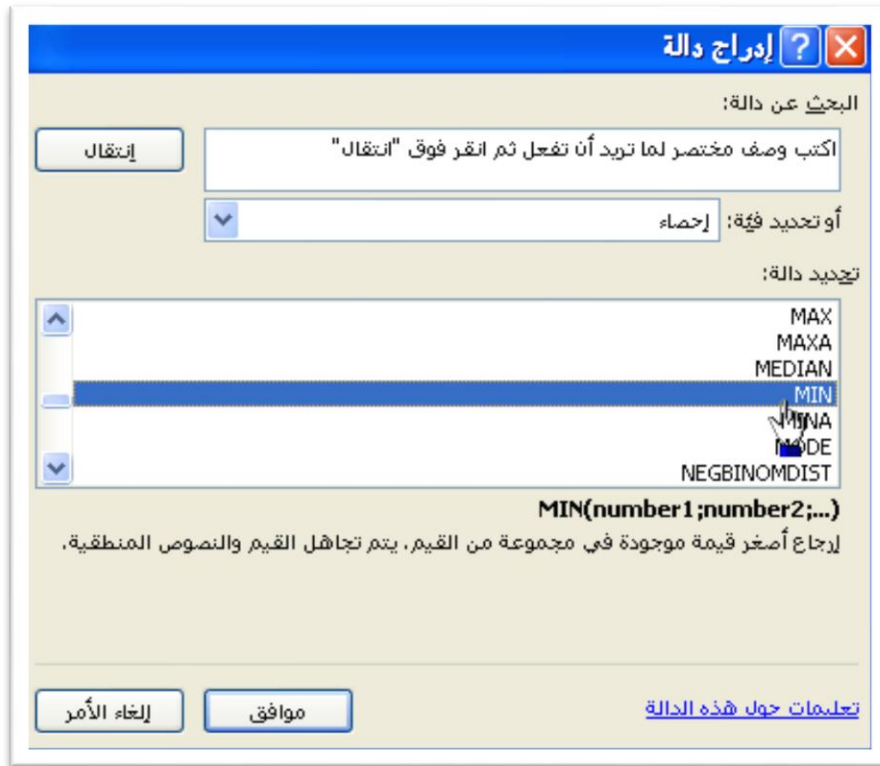 إدراج دالة
البحث عن دالة:
اكتب وصف مختصر لما تريد أن تفعل ثم انقر فوق "انتقال"
إنتقال
أو تحديد فئة: إحصاء
تحديد دالة:
MAX
MAXA
MEDIAN
MIN
MINA
MODE
NEGBINOMDIST
MIN(number1;number2;...)
إرجاع أصغر قيمة موجودة في مجموعة من القيم. يتم تجاهل القيم والنصوص المنطقية.
تعليمات حول هذه الدالة
موافق
إلغاء الأمر